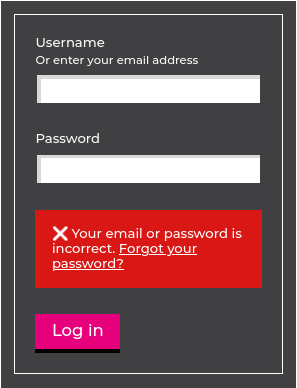 Username
Or enter your email address
Password
❌ Your email or password is
incorrect. Forgot your
password?
Log in